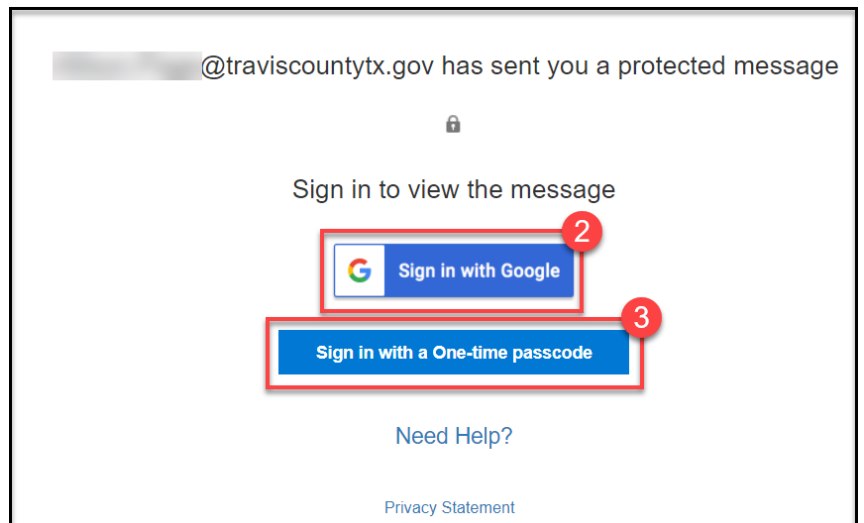 @traviscountytx.gov has sent you a protected message
Sign in to view the message
2
Sign in with Google
3
Sign in with a One-time passcode
Need Help?
Privacy Statement